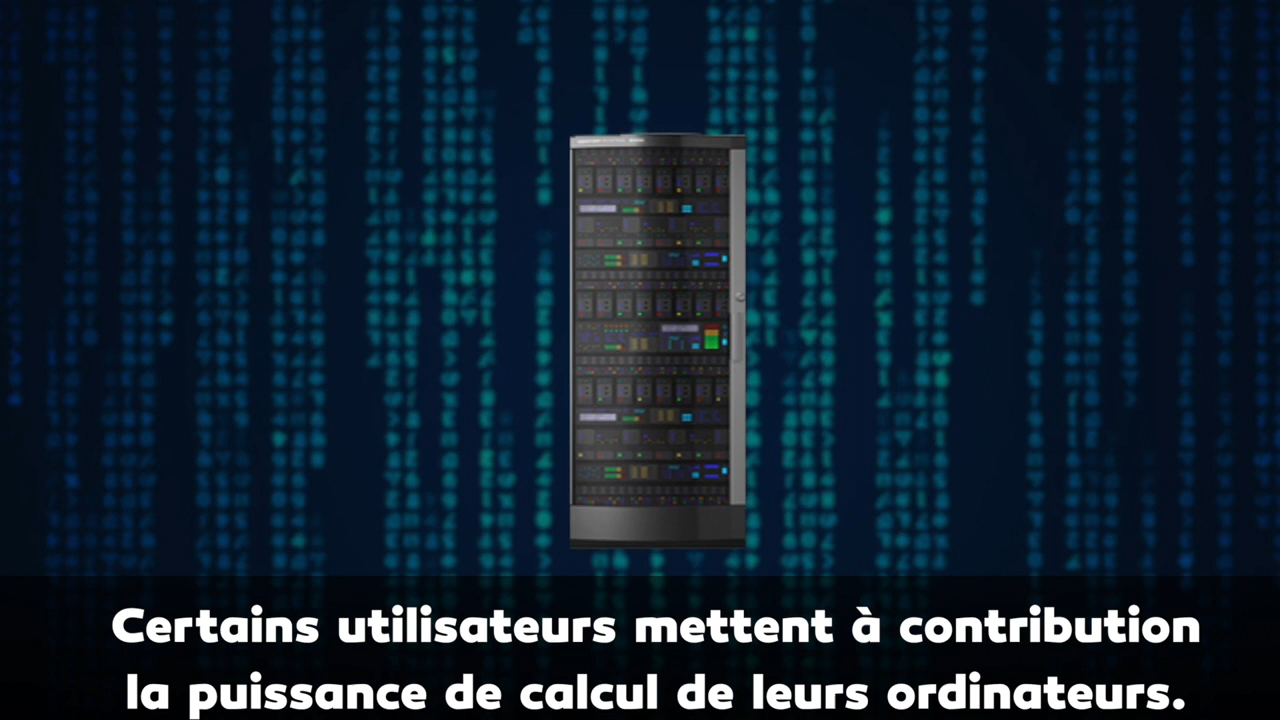 Certains utilisateurs mettent à contribution
la puissance de calcul de leurs ordinateurs.